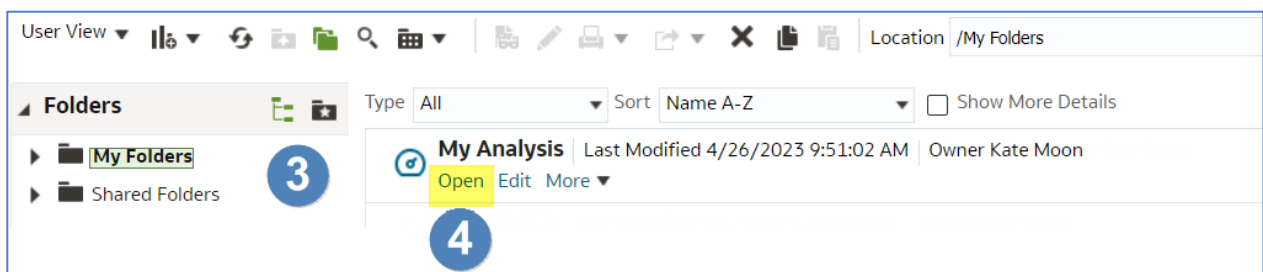 User View
Location /My Folders
Folders
Type All Sort Name A-Z Show More Details
My Folders
3
Shared Folders
My Analysis Last Modified 4/26/2023 9:51:02 AM Owner Kate Moon
Open Edit More
4